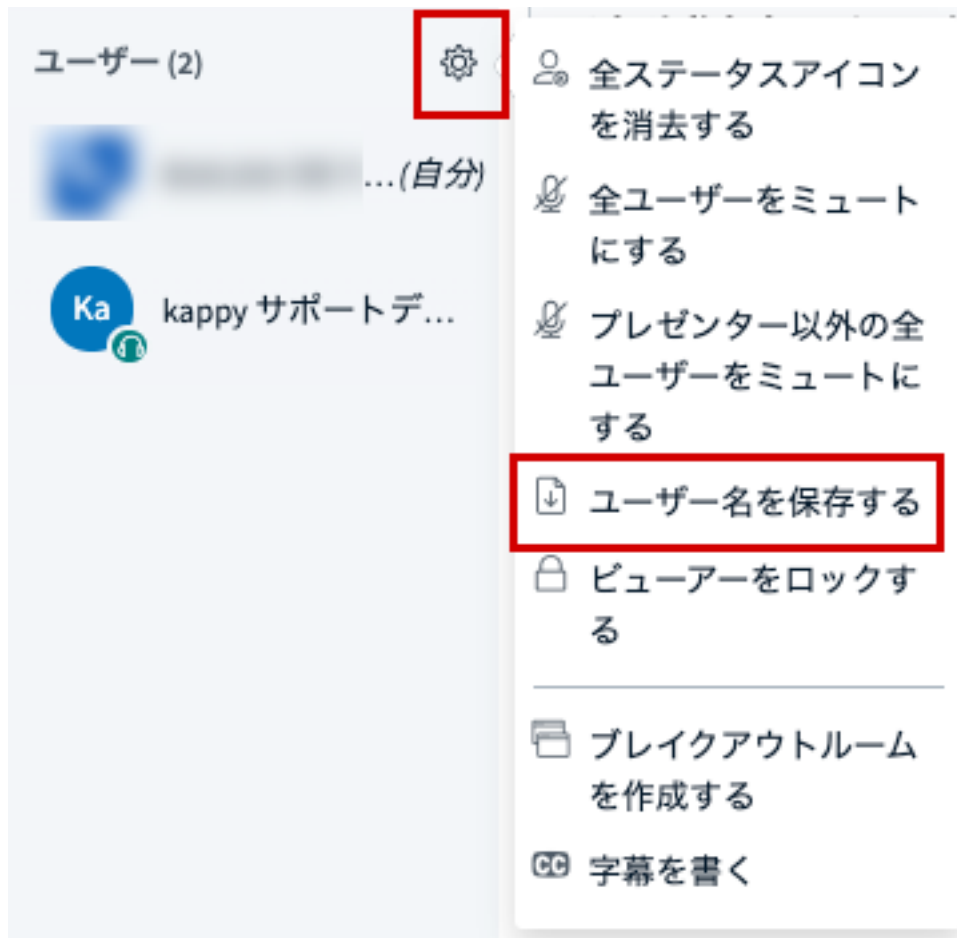 ユーザー (2)
...(自分)
Ka
kappy サポートデ...
全ステータスアイコン
を消去する
全ユーザーをミュート
にする
プレゼンター以外の全
ユーザーをミュートに
する
ユーザー名を保存する
ビューアーをロックす
る
ブレイクアウトルーム
を作成する
CC 字幕を書く